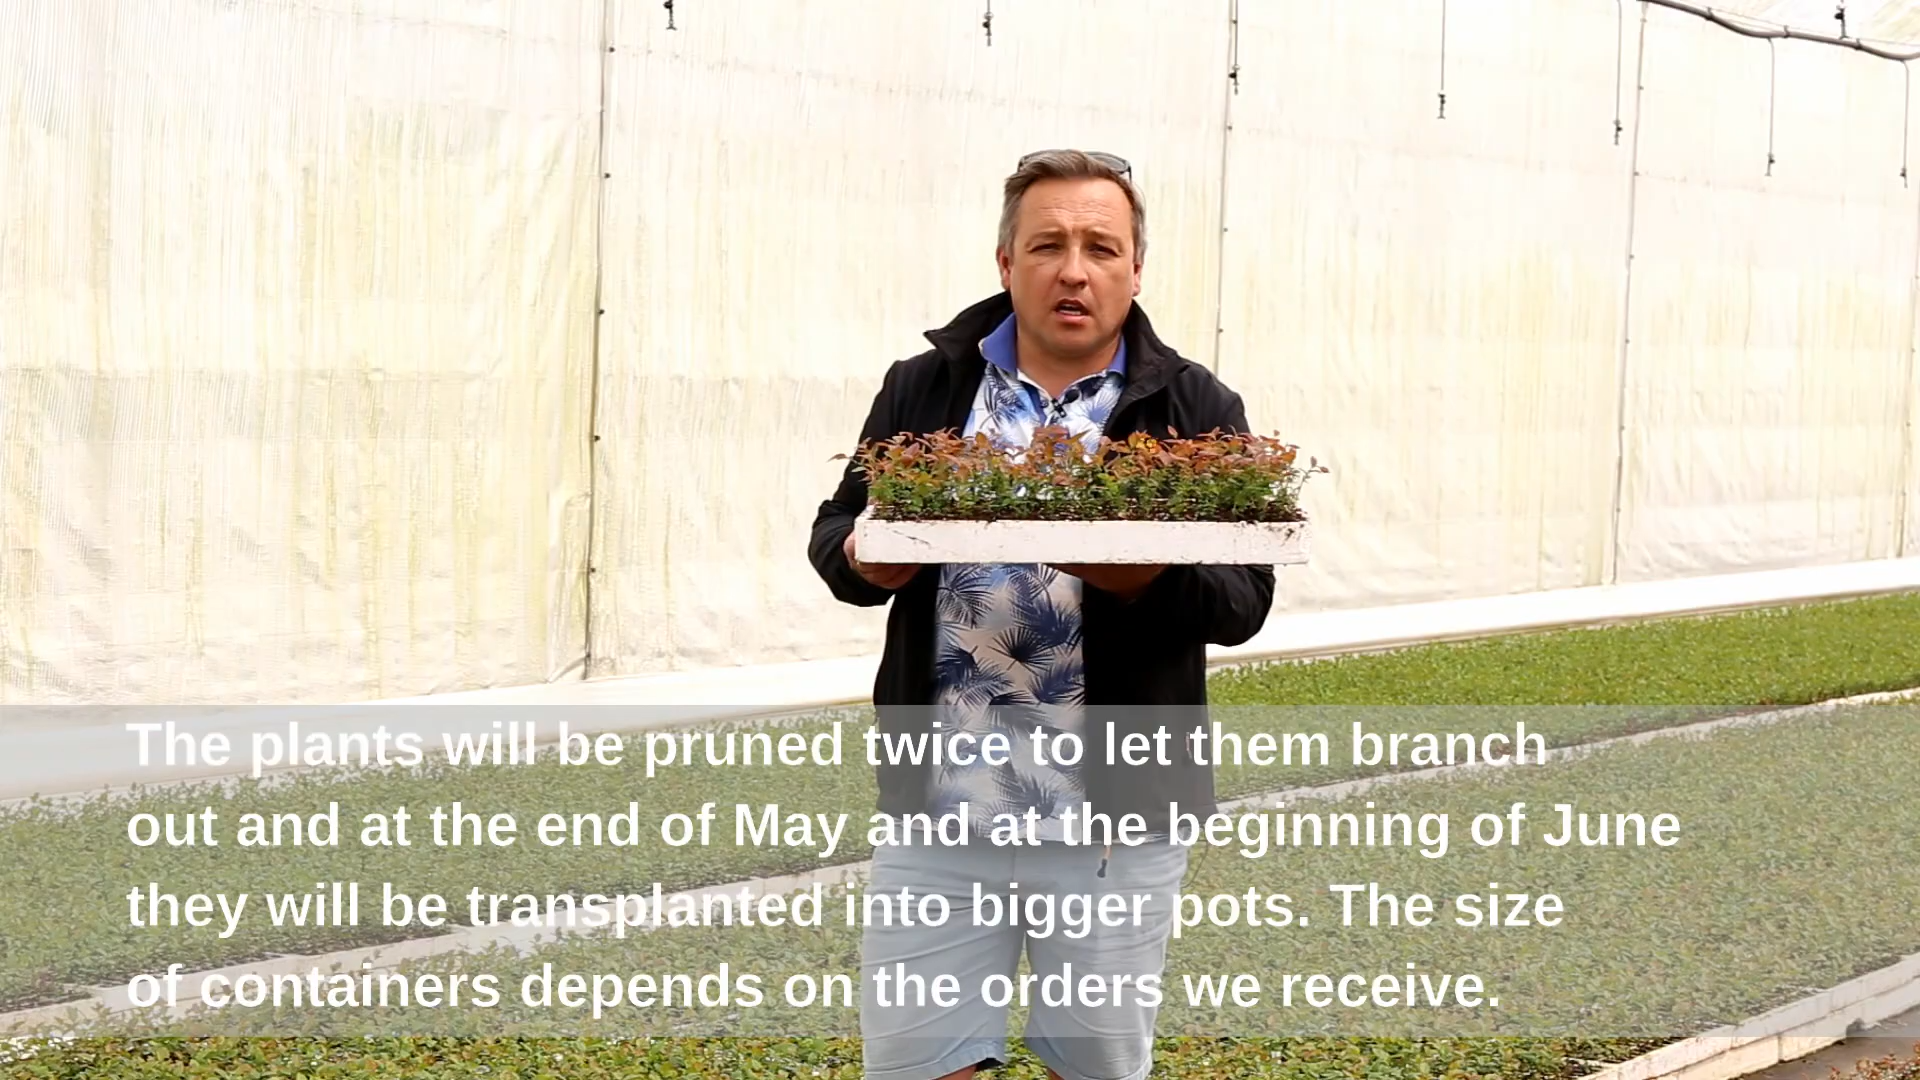 The plants will be pruned twice to let them branch
out and at the end of May and at the beginning of June
they will be transplanted into bigger pots. The size
of containers depends on the orders we receive.